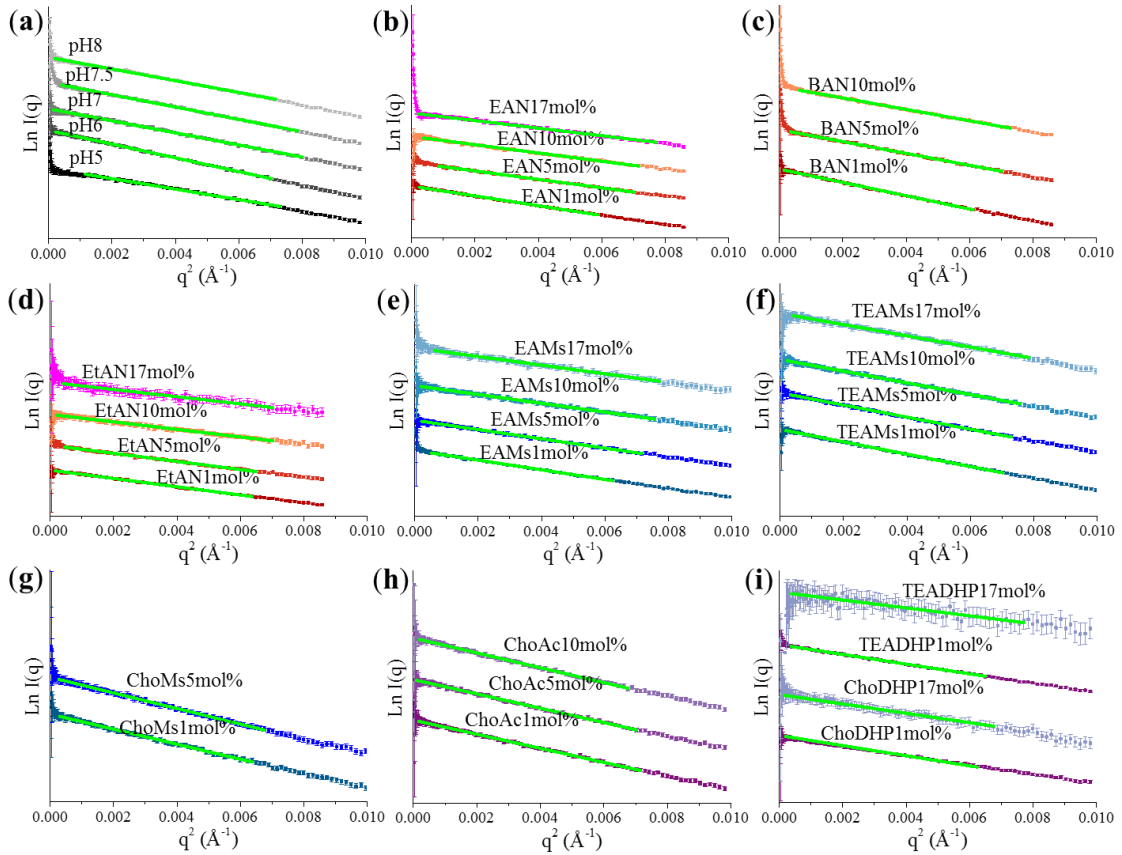 (a)
pH8
pH7.5
pH7
pH6
pH5
Ln I(q)
0.000 0.002 0.004 0.006 0.008 0.010
q² (Å⁻¹)
(b)
EAN17mol%
EAN10mol%
EAN5mol%
EAN1mol%
Ln I(q)
0.000 0.002 0.004 0.006 0.008 0.010
q² (Å⁻¹)
(c)
BAN10mol%
BAN5mol%
BAN1mol%
Ln I(q)
0.000 0.002 0.004 0.006 0.008 0.010
q² (Å⁻¹)
(d)
EtAN17mol%
EtAN10mol%
EtAN5mol%
EtAN1mol%
Ln I(q)
0.000 0.002 0.004 0.006 0.008 0.010
q² (Å⁻¹)
(e)
EAMs17mol%
EAMs10mol%
EAMs5mol%
EAMs1mol%
Ln I(q)
0.000 0.002 0.004 0.006 0.008 0.010
q² (Å⁻¹)
(f)
TEAMs17mol%
TEAMs10mol%
TEAMs5mol%
TEAMs1mol%
Ln I(q)
0.000 0.002 0.004 0.006 0.008 0.010
q² (Å⁻¹)
(g)
ChoMs5mol%
ChoMs1mol%
Ln I(q)
0.000 0.002 0.004 0.006 0.008 0.010
q² (Å⁻¹)
(h)
ChoAc10mol%
ChoAc5mol%
ChoAc1mol%
Ln I(q)
0.000 0.002 0.004 0.006 0.008 0.010
q² (Å⁻¹)
(i)
TEADHP17mol%
TEADHP1mol%
ChoDHP17mol%
ChoDHP1mol%
Ln I(q)
0.000 0.002 0.004 0.006 0.008 0.010
q² (Å⁻¹)